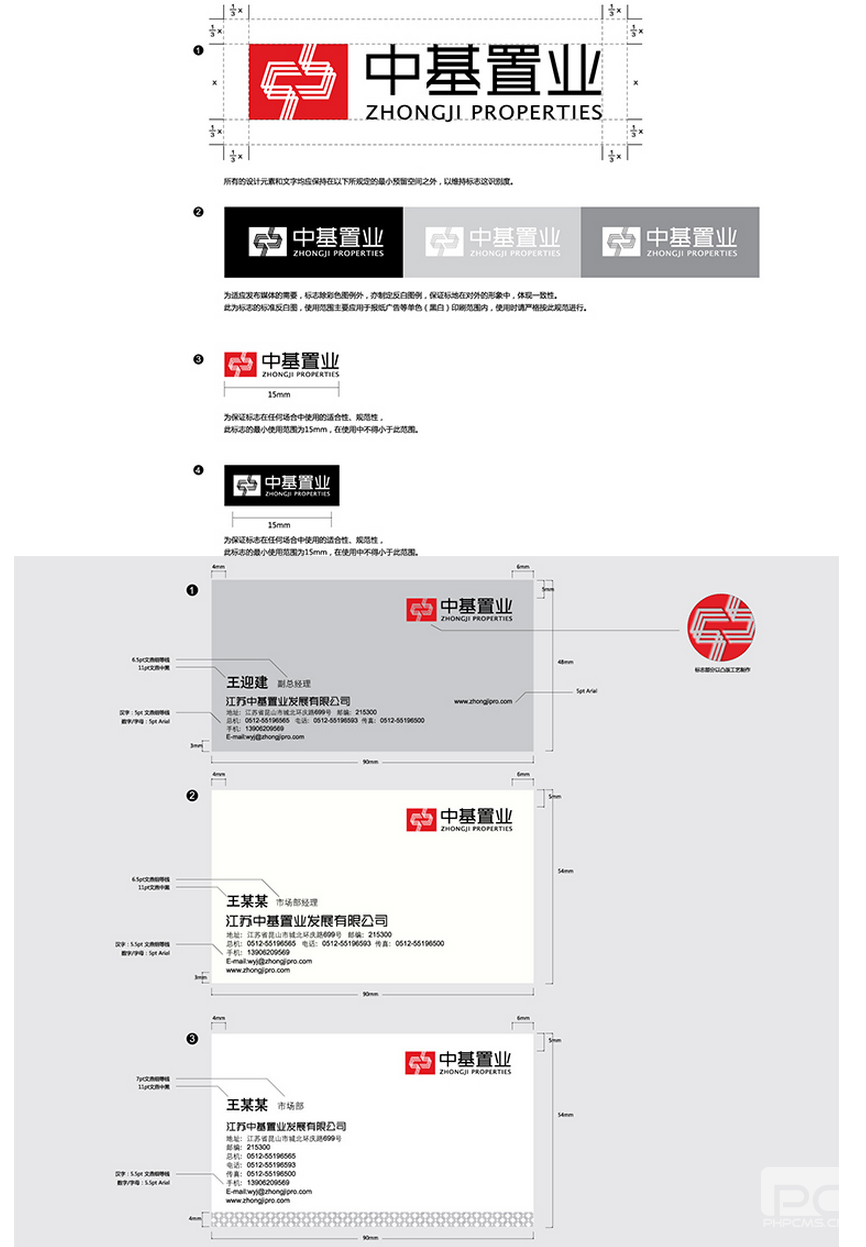 1/3 x
1/3 x
1/3 x
1/3 x
1
中基置业
ZHONGJI PROPERTIES
x
x
1/3 x
1/3 x
1/3 x
1/3 x
所有的设计元素和文字均应保持在以下所规定的最小预留空间之外，以维持标志这识别度。
2
中基置业
ZHONGJI PROPERTIES
中基置业
ZHONGJI PROPERTIES
中基置业
ZHONGJI PROPERTIES
为适应发布媒体的需要，标志除彩色图例外，亦制定反白图例，保证标地在对外的形象中，体现一致性。
此为标志的标准反白图，使用范围主要应用于报纸广告等单色（黑白）印刷范围内，使用时请严格按此规范进行。
3
中基置业
ZHONGJI PROPERTIES
15mm
为保证标志在任何场合中使用的适合性、规范性，
此标志的最小使用范围为15mm，在使用中不得小于此范围。
4
中基置业
ZHONGJI PROPERTIES
15mm
为保证标志在任何场合中使用的适合性、规范性，
此标志的最小使用范围为15mm，在使用中不得小于此范围。
4mm
6mm
1
5mm
中基置业
ZHONGJI PROPERTIES
48mm
标志部分以凸版工艺制作
6.5pt文鼎细等线
11pt文鼎中黑
王迎建 副总经理
江苏中基置业发展有限公司
www.zhongjipro.com
5pt Arial
汉字：5pt 文鼎细等线
数字/字母：5pt Arial
地址：江苏省昆山市城北环庆路699号 邮编：215300
总机：0512-55196565 电话：0512-55196593 传真：0512-55196500
手机：13906209569
E-mail:wyj@zhongjipro.com
3mm
90mm
4mm
6mm
2
5mm
中基置业
ZHONGJI PROPERTIES
54mm
6.5pt文鼎细等线
11pt文鼎中黑
王某某 市场部经理
江苏中基置业发展有限公司
汉字：5.5pt 文鼎细等线
数字/字母：5pt Arial
地址：江苏省昆山市城北环庆路699号 邮编：215300
总机：0512-55196565 电话：0512-55196593 传真：0512-55196500
手机：13906209569
E-mail:wyj@zhongjipro.com
www.zhongjipro.com
3mm
90mm
4mm
6mm
3
5mm
中基置业
ZHONGJI PROPERTIES
54mm
7pt文鼎细等线
11pt文鼎中黑
王某某 市场部
江苏中基置业发展有限公司
地址：江苏省昆山市城北环庆路699号
邮编：215300
总机：0512-55196565
电话：0512-55196593
传真：0512-55196500
手机：13906209569
E-mail:wyj@zhongjipro.com
www.zhongjipro.com
汉字：5.5pt 文鼎细等线
数字/字母：5.5pt Arial
4mm
90mm
PC
PHPCMS.CN